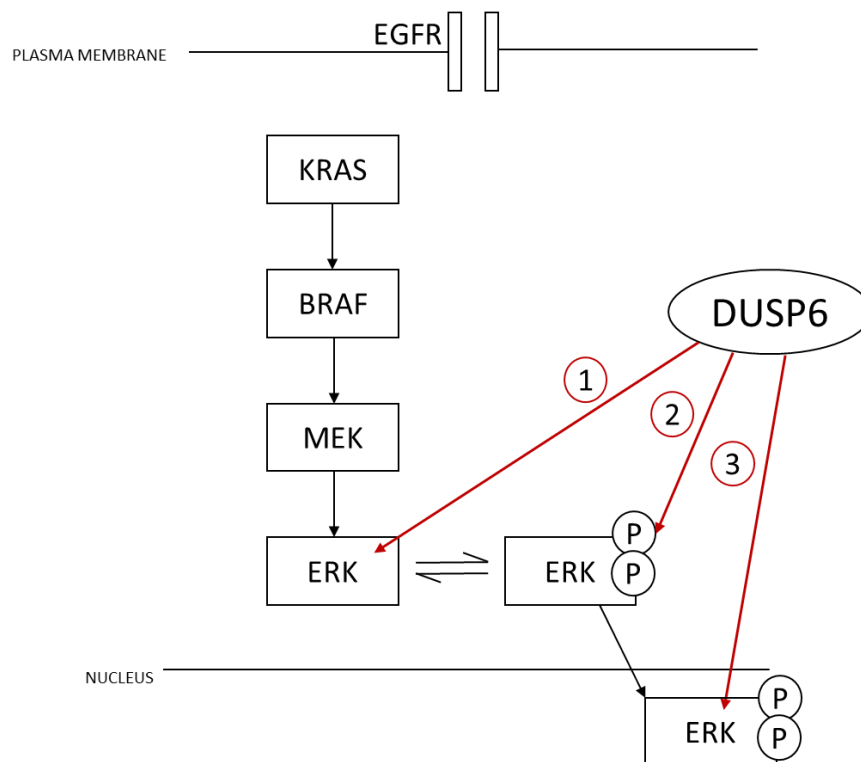 EGFR
PLASMA MEMBRANE
KRAS
BRAF
DUSP6
1
2
MEK
3
P
ERK
ERK
P
NUCLEUS
P
ERK
P